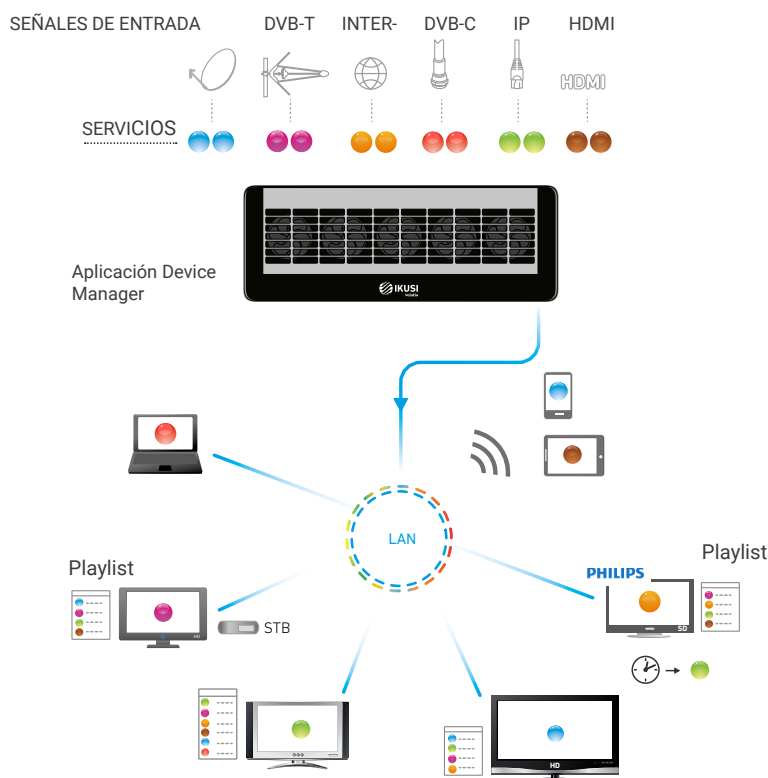 SEÑALES DE ENTRADA DVB-T INTER- DVB-C IP HDMI
HDMI
SERVICIOS
Aplicación Device
Manager
IKUSI
velatia
LAN
Playlist
STB
Playlist
PHILIPS
SD
HD